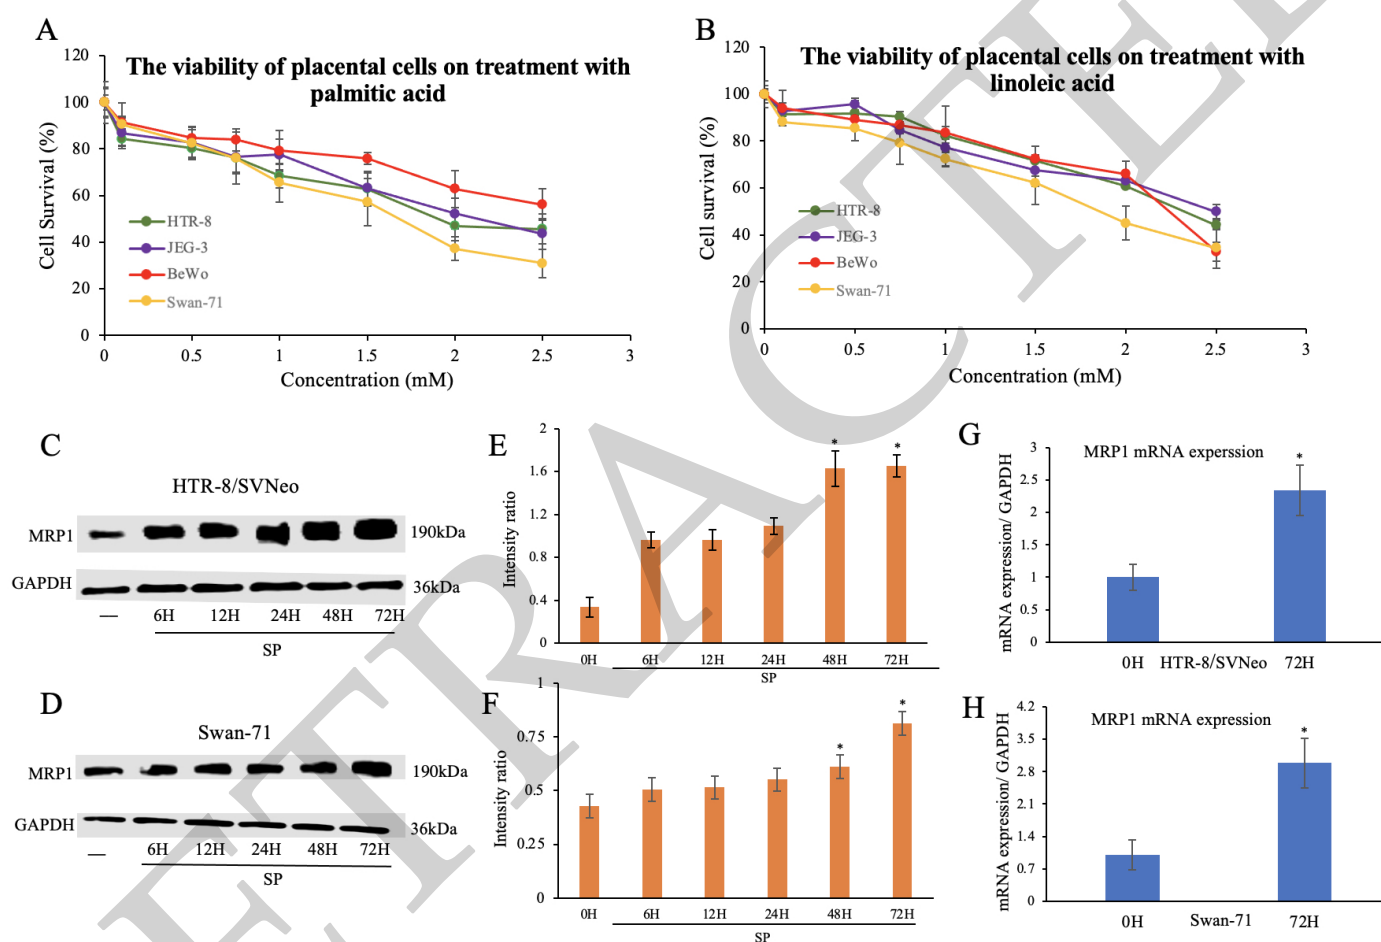 A
The viability of placental cells on treatment with
palmitic acid
120
100
80
60
40
20
0
Cell Survival (%)
HTR-8
JEG-3
BeWo
Swan-71
0
0.5
1
1.5
2
2.5
3
Concentration (mM)
B
The viability of placental cells on treatment with
linoleic acid
120
100
80
60
40
20
0
Cell survival (%)
HTR-8
JEG-3
BeWo
Swan-71
0
0.5
1
1.5
2
2.5
3
Concentration (mM)
C
HTR-8/SVNeo
MRP1
190kDa
GAPDH
36kDa
— 6H 12H 24H 48H 72H
SP
D
Swan-71
MRP1
190kDa
GAPDH
36kDa
— 6H 12H 24H 48H 72H
SP
E
2
1.6
1.2
0.8
0.4
0
Intensity ratio
* *
0H 6H 12H 24H 48H 72H
SP
F
1
0.75
0.5
0.25
0
Intensity ratio
* *
0H 6H 12H 24H 48H 72H
SP
G
MRP1 mRNA experssion
3
2.5
2
1.5
1
0.5
0
mRNA expression/ GAPDH
*
0H HTR-8/SVNeo 72H
H
MRP1 mRNA expression
4.2
3.5
2.8
2.1
1.4
0.7
0
mRNA expression/ GAPDH
*
0H Swan-71 72H
RETRACTED